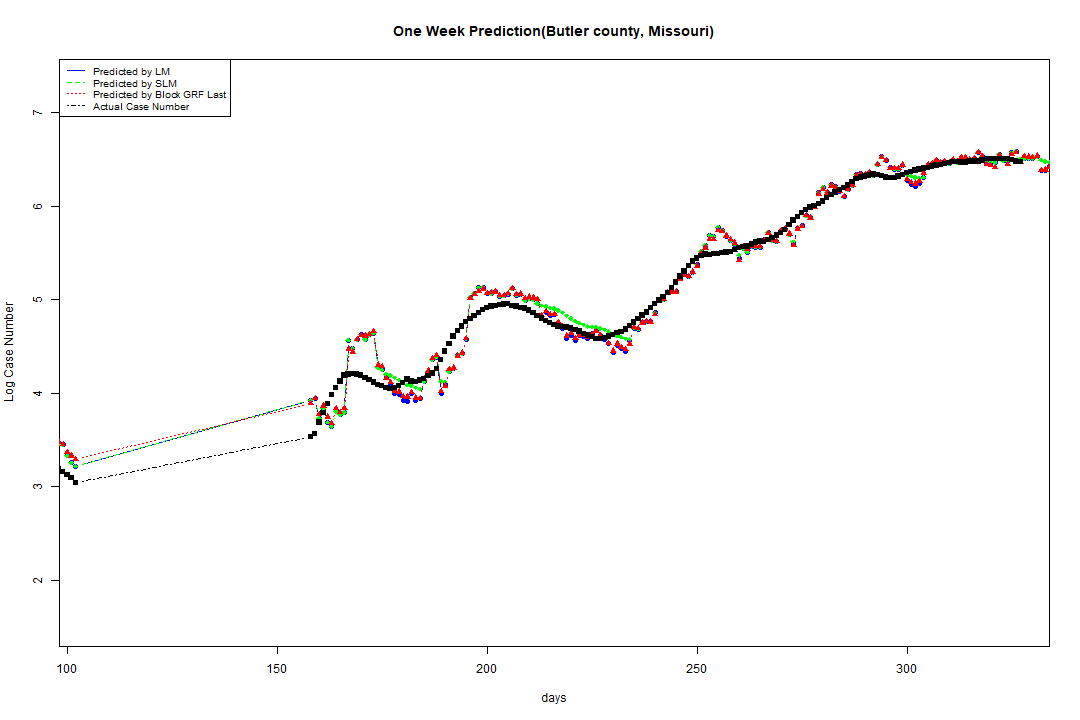 One Week Prediction(Butler county, Missouri)
Predicted by LM
Predicted by SLM
Predicted by Block GRF Last
Actual Case Number
7
6
5
4
3
2
Log Case Number
100 150 200 250 300
days